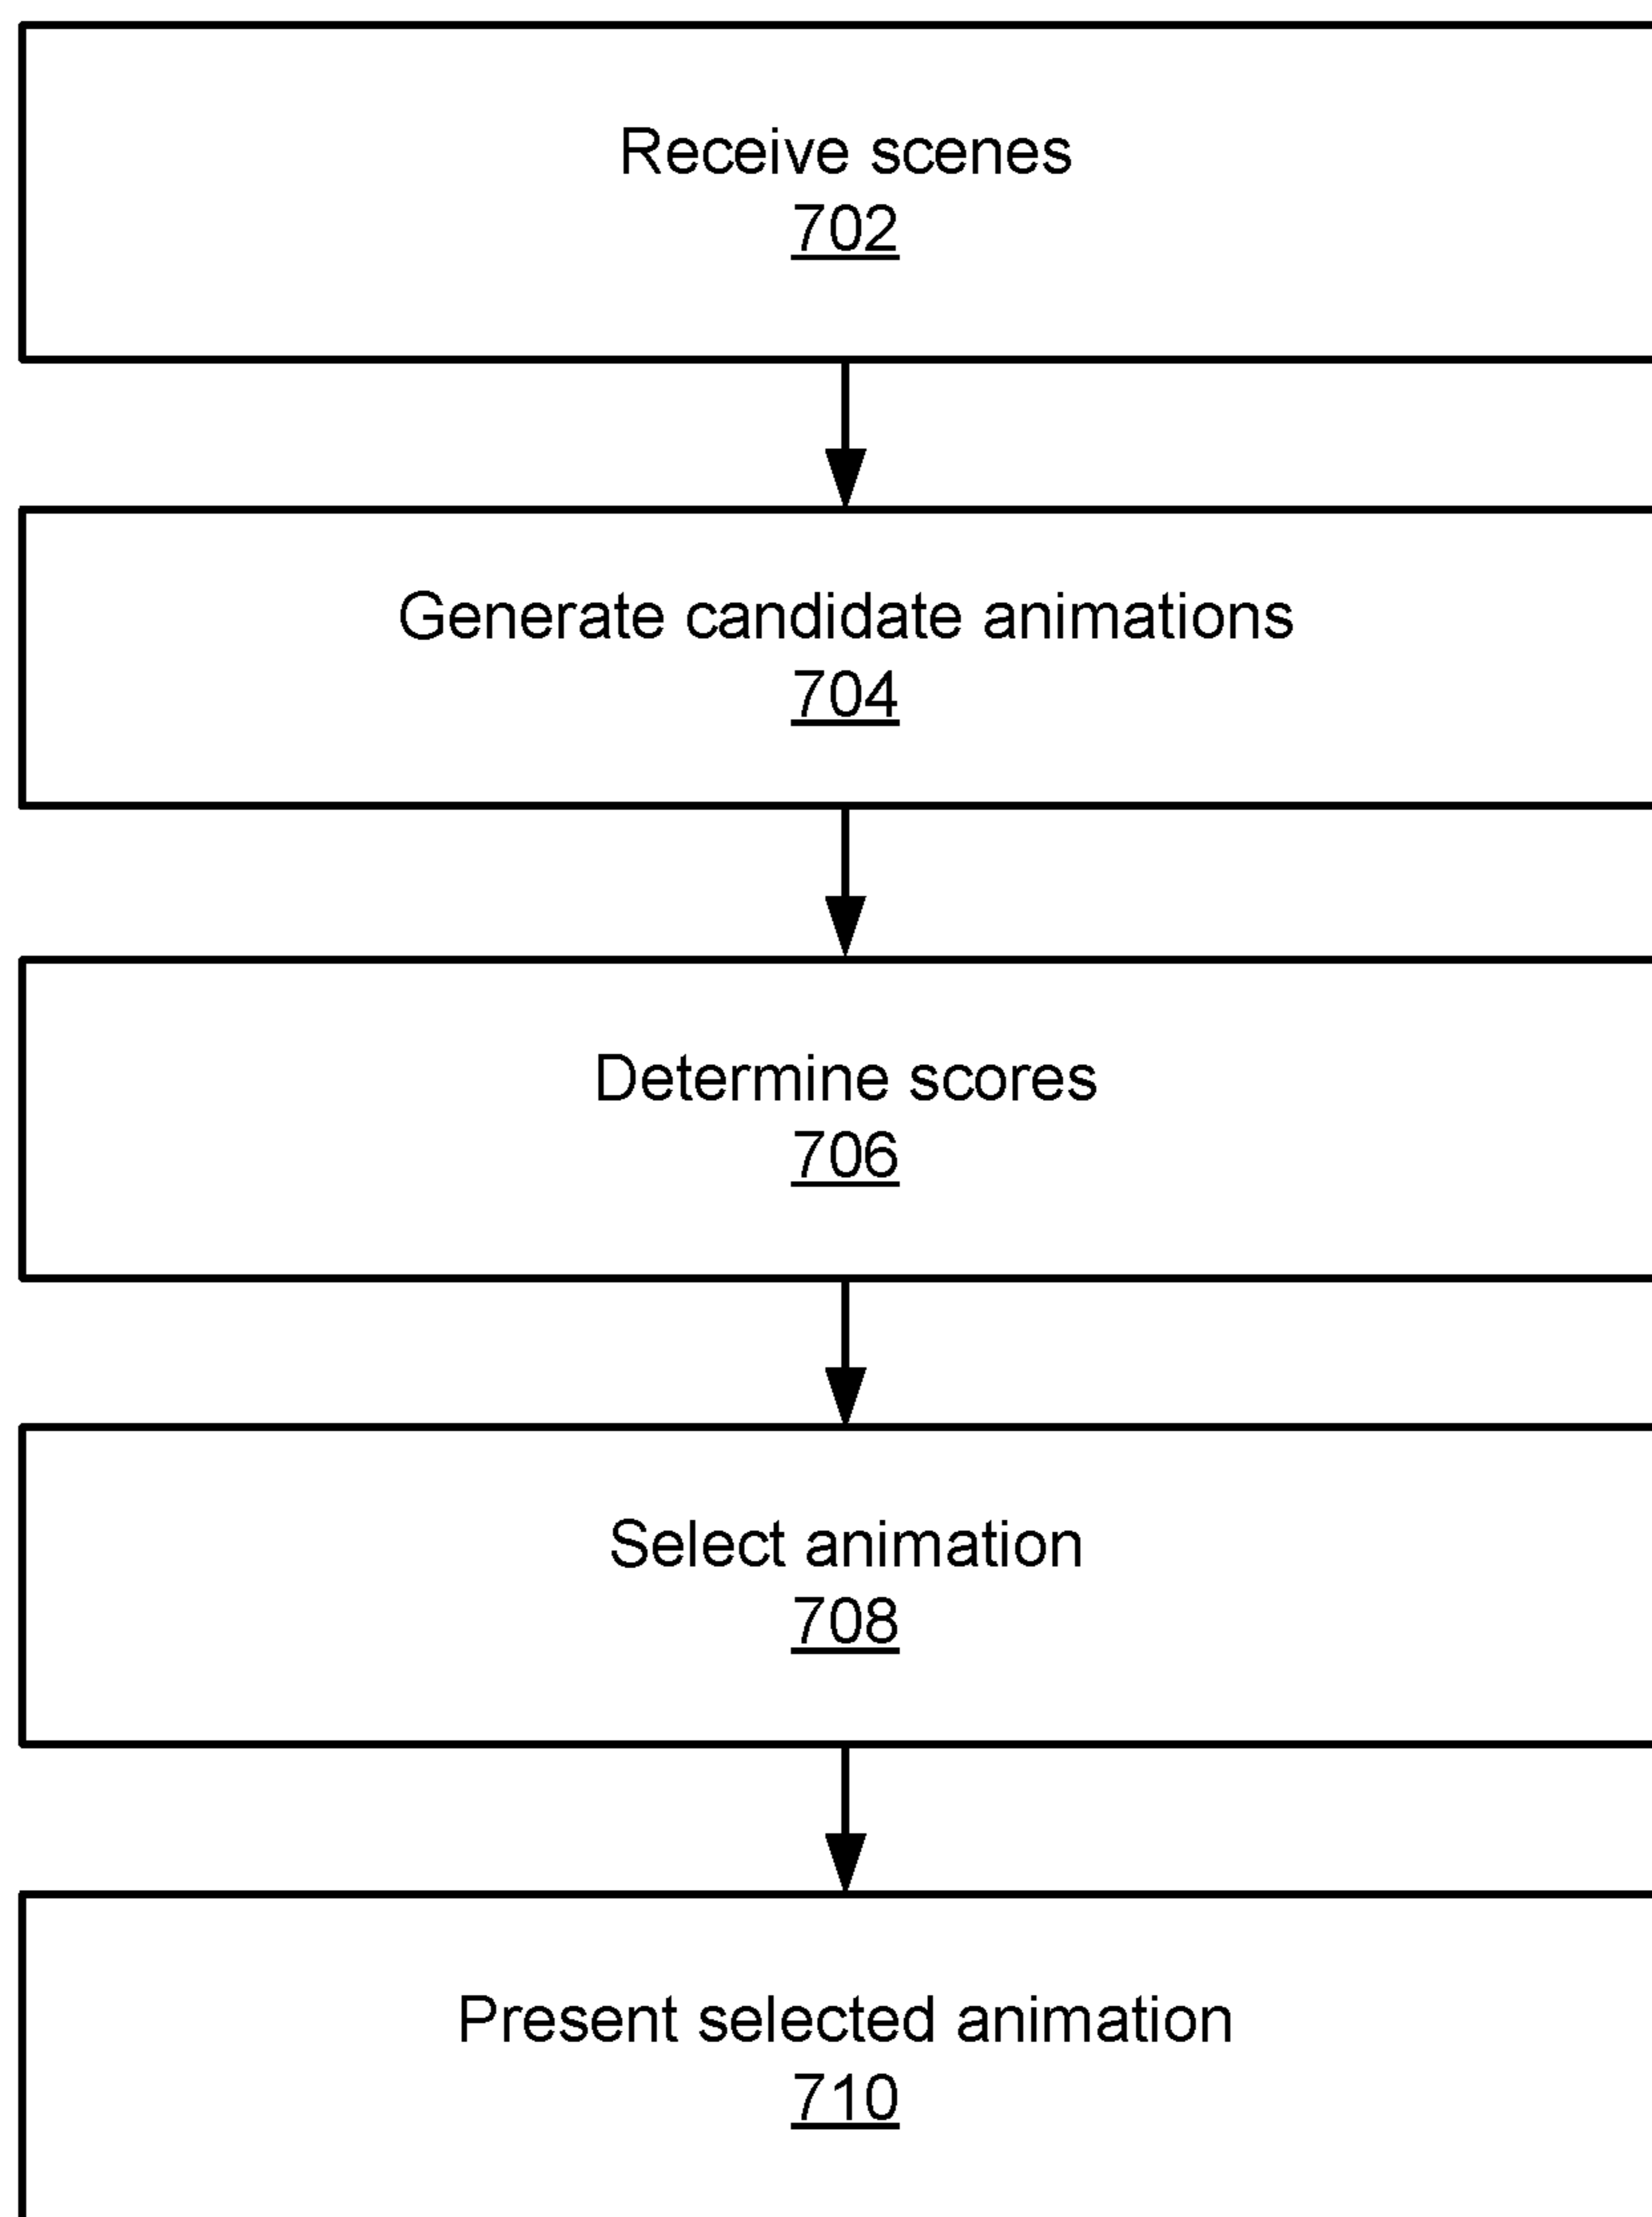 Receive scenes
702
Generate candidate animations
704
Determine scores
706
Select animation
708
Present selected animation
710